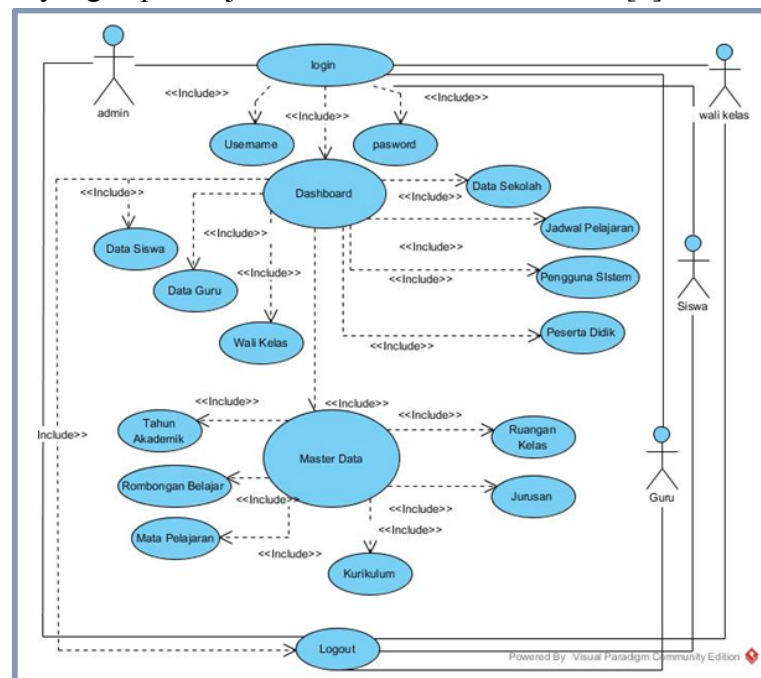 login
admin
wali kelas
<<Include>>
<<Include>>
<<Include>>
Username
pasword
Dashboard
<<Include>>
<<Include>>
<<Include>>
Data Sekolah
Data Siswa
<<Include>>
Jadwal Pelajaran
Data Guru
<<Include>>
<<Include>>
Pengguna SIstem
<<Include>>
Siswa
Wali Kelas
<<Include>>
Peserta Didik
<<Include>>
Tahun
Akademik
<<Include>>
<<Include>>
Ruangan
Kelas
Include>>
Master Data
Rombongan Belajar
<<Include>>
<<Include>>
Jurusan
Guru
Mata Pelajaran
<<Include>>
<<Include>>
Kurikulum
Logout
Powered By Visual Paradigm Community Edition